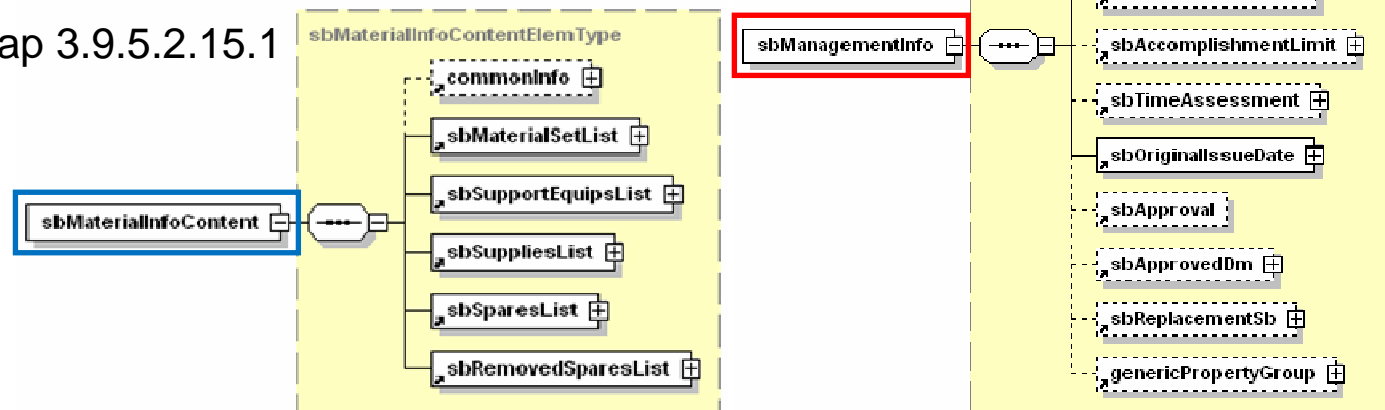 ap 3.9.5.2.15.1
sbMaterialInfoContentElemType
commonInfo
sbMaterialSetList
sbSupportEquipsList
sbMaterialInfoContent
sbSuppliesList
sbSparesList
sbRemovedSparesList
sbManagementInfo
sbAccomplishmentLimit
sbTimeAssessment
sbOriginalIssueDate
sbApproval
sbApprovedDm
sbReplacementSb
genericPropertyGroup